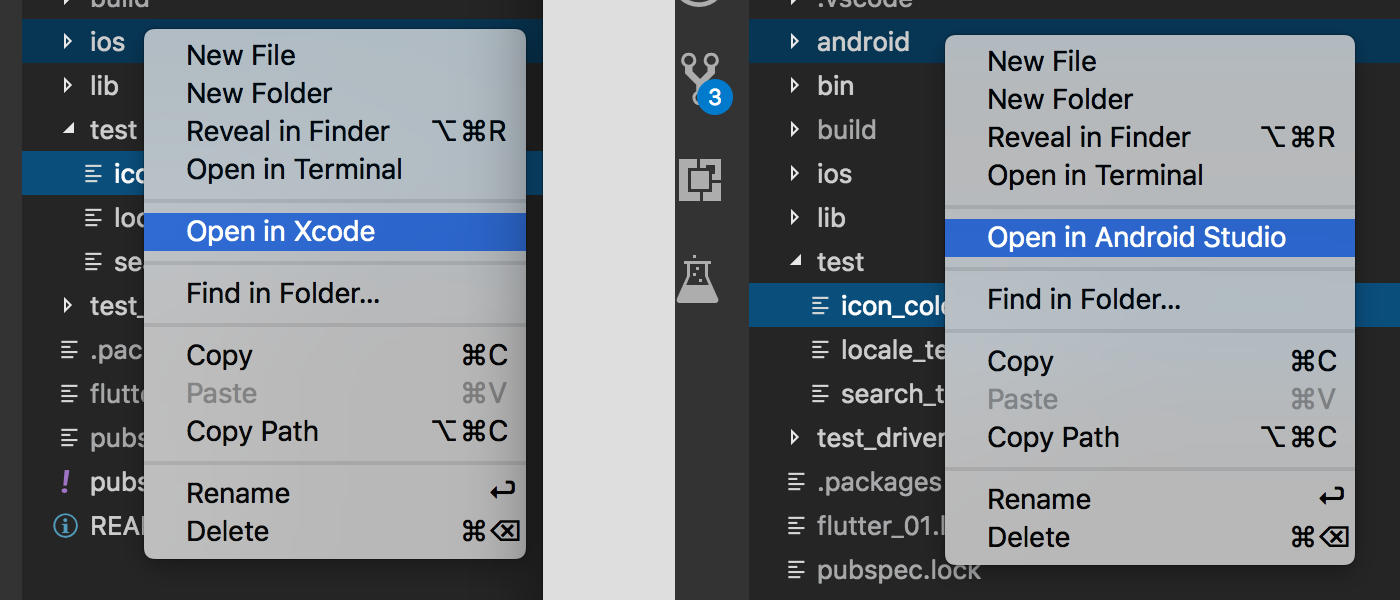 build
ios
lib
test
ico
loc
sea
test_
.pac
flutte
pubs
pubs
REA
New File
New Folder
Reveal in Finder ⌥⌘R
Open in Terminal
Open in Xcode
Find in Folder...
Copy ⌘C
Paste ⌘V
Copy Path ⌥⌘C
Rename ↩
Delete ⌘⌫
3
.vscode
android
bin
build
ios
lib
test
icon_colo
locale_te
search_t
test_driver
.packages
flutter_01.l
pubspec.lock
New File
New Folder
Reveal in Finder ⌥⌘R
Open in Terminal
Open in Android Studio
Find in Folder...
Copy ⌘C
Paste ⌘V
Copy Path ⌥⌘C
Rename ↩
Delete ⌘⌫